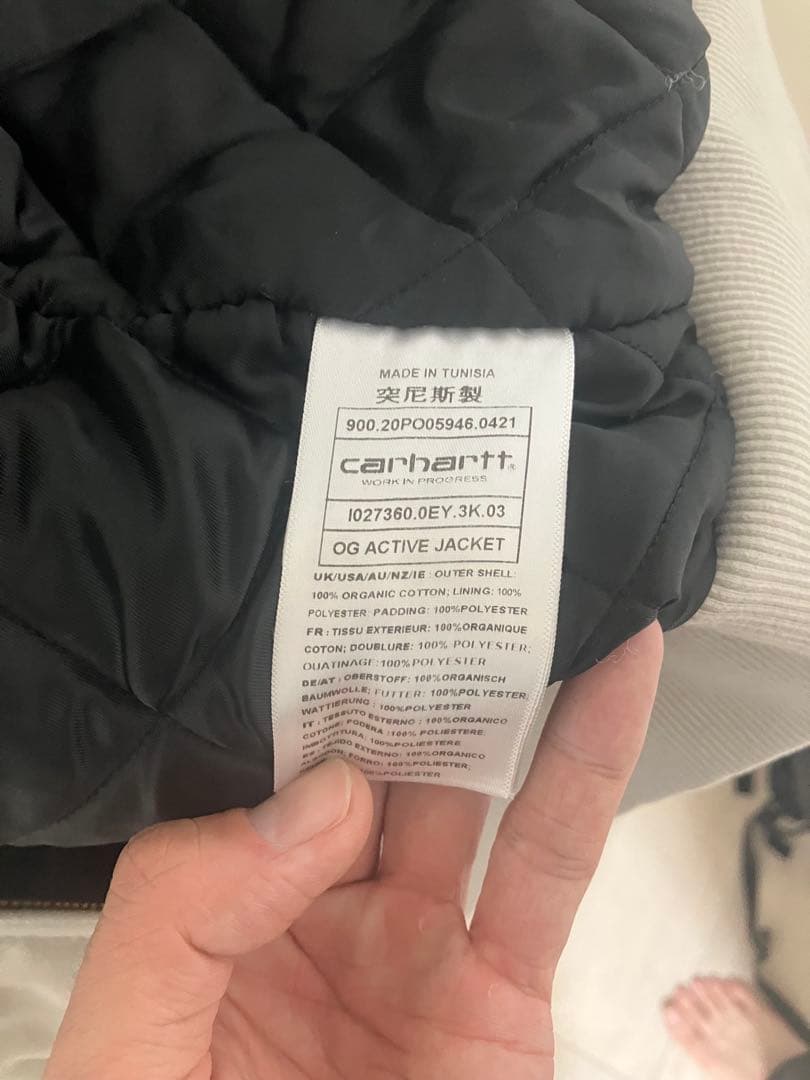 MADE IN TUNISIA
突尼斯製
900.20PO05946.0421
carhartt®
WORK IN PROGRESS
I027360.0EY.3K.03
OG ACTIVE JACKET
UK/USA/AU/NZ/IE : OUTER SHELL:
100% ORGANIC COTTON; LINING: 100%
POLYESTER; PADDING: 100%POLYESTER
FR : TISSU EXTERIEUR: 100%ORGANIQUE
COTON; DOUBLURE: 100% POLYESTER;
OUATINAGE:100%POLYESTER
DE/AT : OBERSTOFF: 100%ORGANISCH
BAUMWOLLE; FUTTER: 100%POLYESTER;
WATTIERUNG : 100%POLYESTER
IT : TESSUTO ESTERNO : 100%ORGANICO
COTONE; FODERA :100% POLIESTERE;
IMBOTTITURA: 100%POLIESTERE
ES : TEJIDO EXTERNO: 100%ORGANICO
ALGODON; FORRO: 100%POLIESTER;
100%POLIESTER